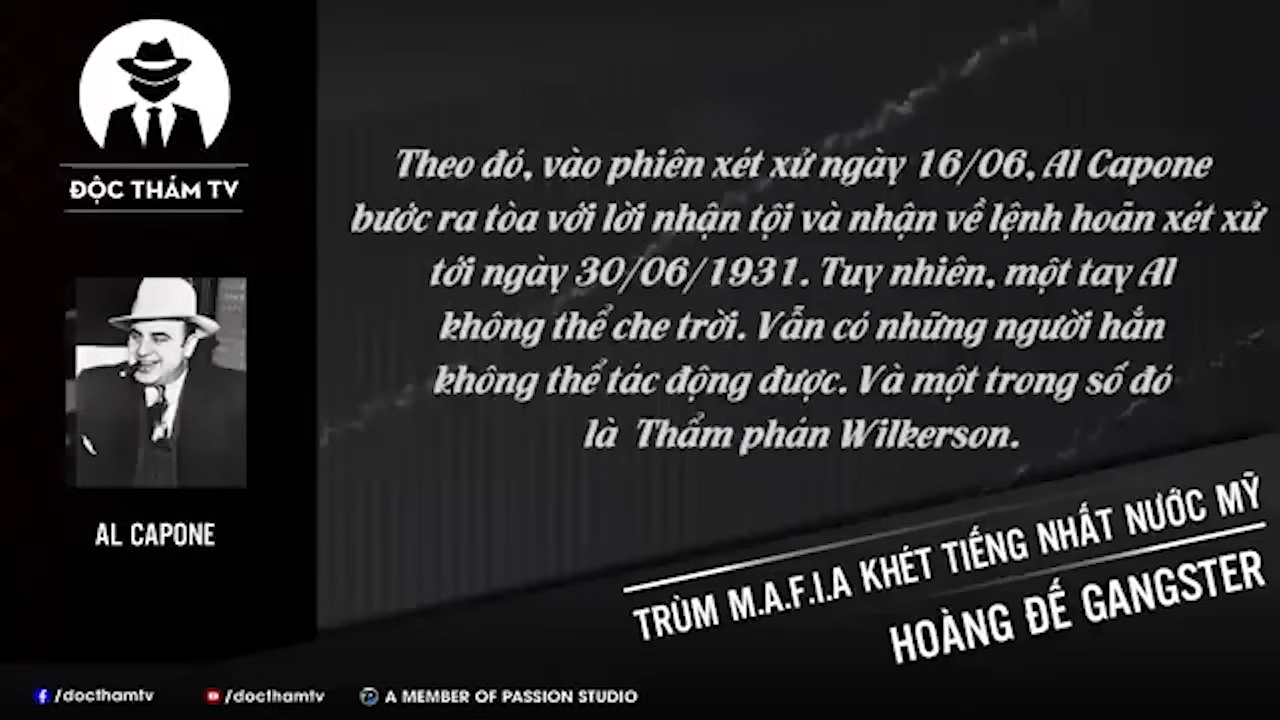 ĐỘC THÁM TV
AL CAPONE
Theo đó, vào phiên xét xử ngày 16/06, Al Capone
bước ra tòa với lời nhận tội và nhận về lệnh hoãn xét xử
tới ngày 30/06/1931. Tuy nhiên, một tay Al
không thể che trời. Vẫn có những người hắn
không thể tác động được. Và một trong số đó
là Thẩm phán Wilkerson.
TRÙM M.A.F.I.A KHÉT TIẾNG NHẤT NƯỚC MỸ
HOÀNG ĐẾ GANGSTER
/docthamtv /docthamtv A MEMBER OF PASSION STUDIO